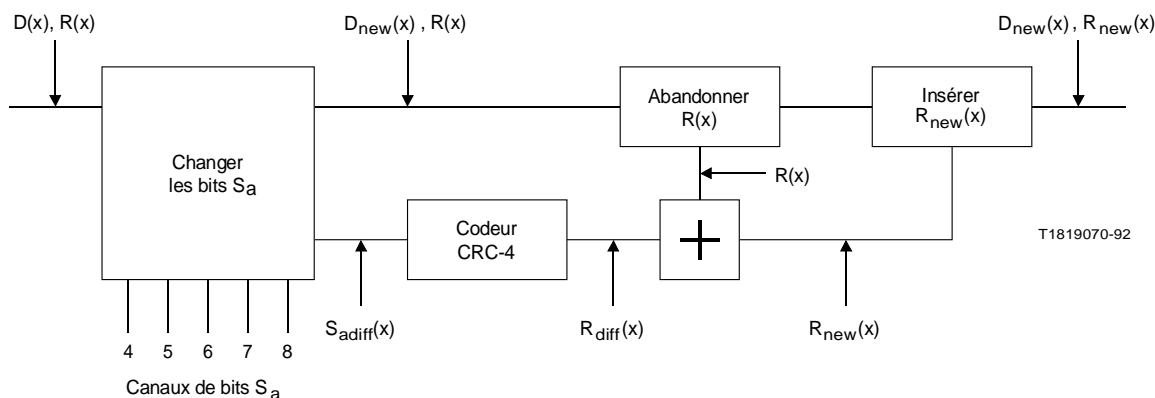 D(x), R(x)
Dnew(x) , R(x)
Dnew(x) , Rnew(x)
Changer
les bits Sa
Abandonner
R(x)
Insérer
Rnew(x)
R(x)
Codeur
CRC-4
+
T1819070-92
Sadiff(x)
Rdiff(x)
Rnew(x)
4 5 6 7 8
Canaux de bits Sa